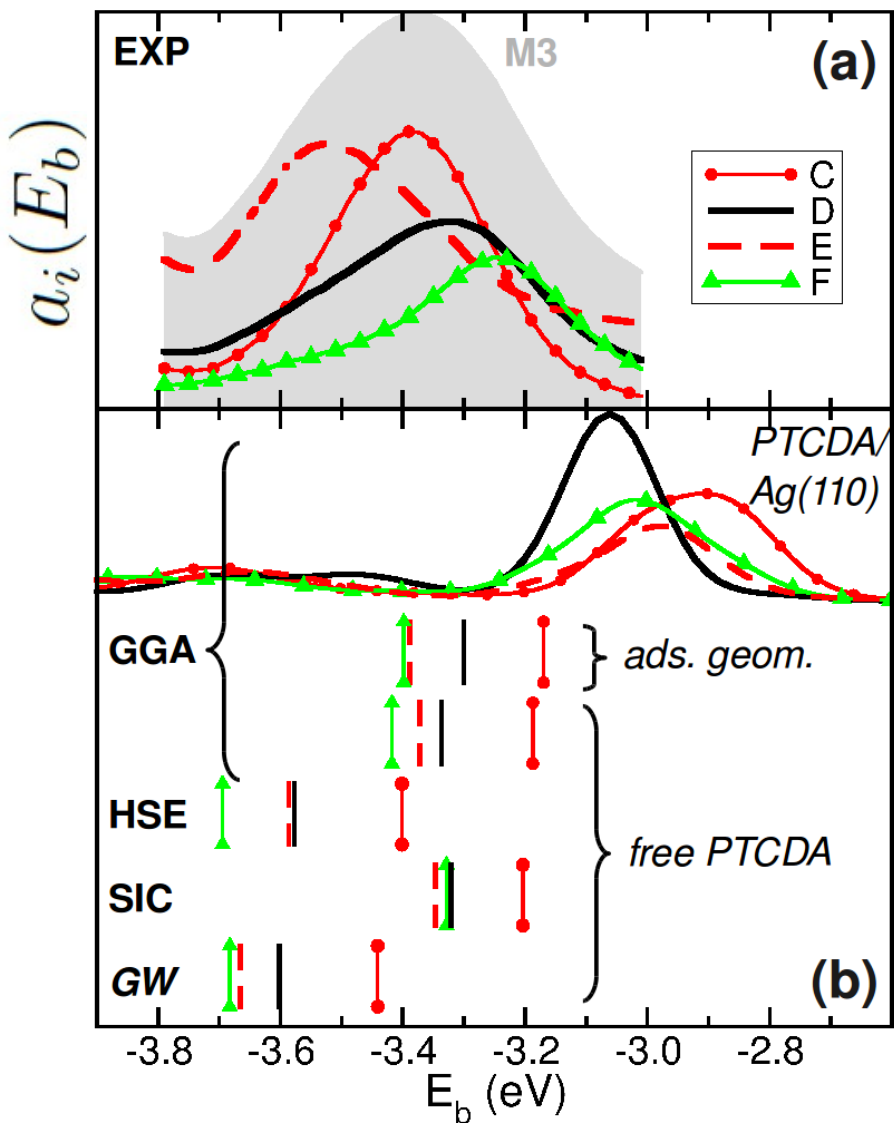 EXP
M3
(a)
a_i(E_b)
C
D
E
F
PTCDA/
Ag(110)
GGA
ads. geom.
HSE
free PTCDA
SIC
GW
(b)
-3.8 -3.6 -3.4 -3.2 -3.0 -2.8
E_b (eV)